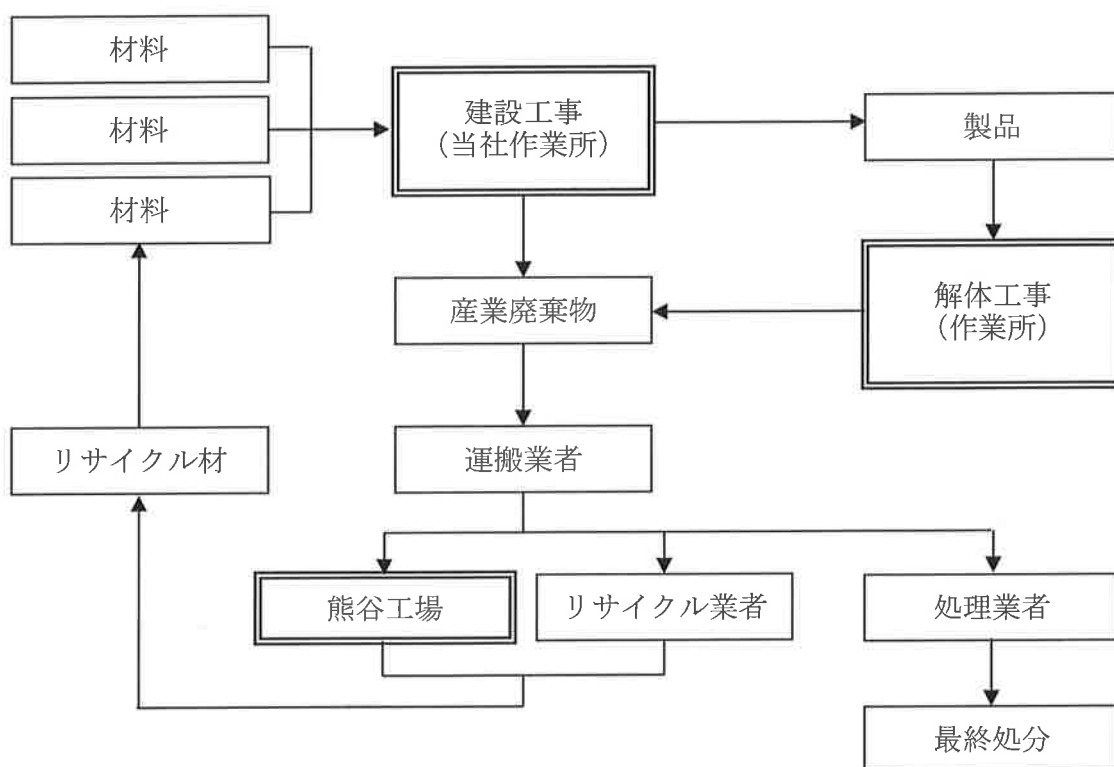 材料
材料
材料
建設工事
（当社作業所）
製品
産業廃棄物
解体工事
（作業所）
リサイクル材
運搬業者
熊谷工場
リサイクル業者
処理業者
最終処分